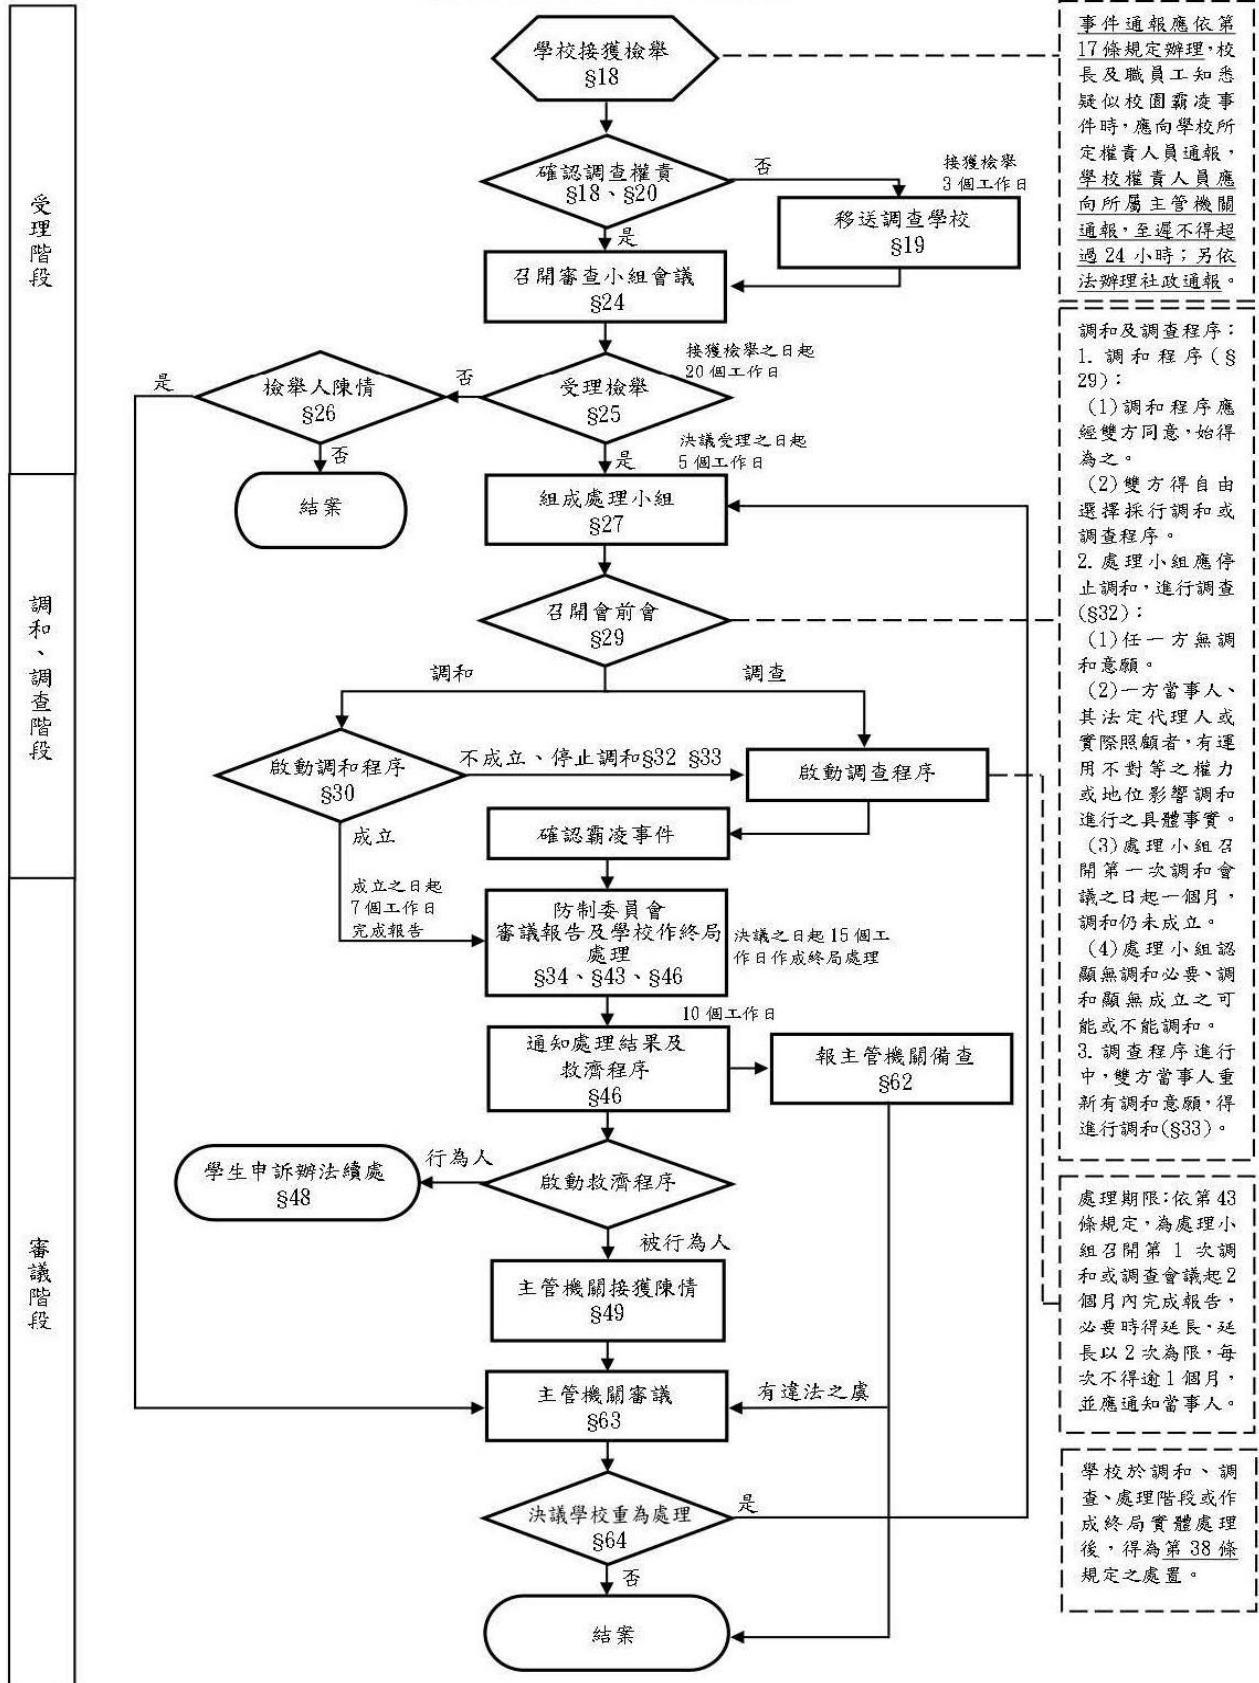 受理階段
調和、調查階段
審議階段
學校接獲檢舉
§18
確認調查權責
§18、§20
否
接獲檢舉
3個工作日
移送調查學校
§19
是
召開審查小組會議
§24
接獲檢舉之日起
20個工作日
受理檢舉
§25
否
檢舉人陳情
§26
是
否
結案
決議受理之日起
5個工作日
是
組成處理小組
§27
召開會前會
§29
調和
調查
啟動調和程序
§30
不成立、停止調和§32 §33
啟動調查程序
成立
確認霸凌事件
成立之日起
7個工作日
完成報告
防制委員會
審議報告及學校作終局
處理
§34、§43、§46
決議之日起15個工
作日作成終局處理
10個工作日
通知處理結果及
救濟程序
§46
報主管機關備查
§62
啟動救濟程序
行為人
學生申訴辦法續處
§48
被行為人
主管機關接獲陳情
§49
主管機關審議
§63
有違法之虞
決議學校重為處理
§64
是
否
結案
事件通報應依第
17條規定辦理,校
長及職員工知悉
疑似校園霸凌事
件時,應向學校所
定權責人員通報,
學校權責人員應
向所屬主管機關
通報,至遲不得超
過24小時;另依
法辦理社政通報。
調和及調查程序:
1. 調和程序(§
29):
(1)調和程序應
經雙方同意,始得
為之。
(2)雙方得自由
選擇採行調和或
調查程序。
2. 處理小組應停
止調和,進行調查
(§32):
(1)任一方無調
和意願。
(2)一方當事人、
其法定代理人或
實際照顧者,有運
用不對等之權力
或地位影響調和
進行之具體事實。
(3)處理小組召
開第一次調和會
議之日起一個月,
調和仍未成立。
(4)處理小組認
顯無調和必要、調
和顯無成立之可
能或不能調和。
3. 調查程序進行
中,雙方當事人重
新有調和意願,得
進行調和(§33)。
處理期限:依第43
條規定,為處理小
組召開第1次調
和或調查會議起2
個月內完成報告,
必要時得延長,延
長以2次為限,每
次不得逾1個月,
並應通知當事人。
學校於調和、調
查、處理階段或作
成終局實體處理
後,得為第38條
規定之處置。